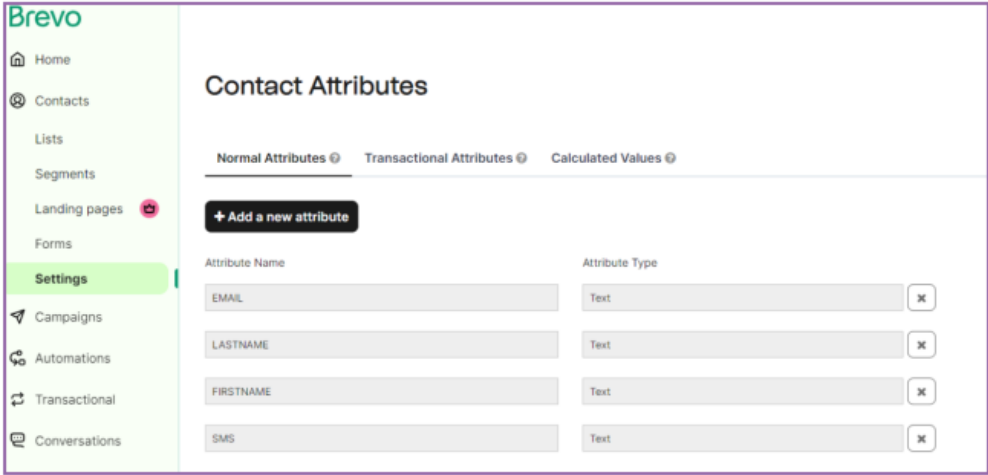 Brevo
Home
Contacts
Lists
Segments
Landing pages
Forms
Settings
Campaigns
Automations
Transactional
Conversations
Contact Attributes
Normal Attributes ?
Transactional Attributes ?
Calculated Values ?
+ Add a new attribute
Attribute Name Attribute Type
EMAIL Text
LASTNAME Text
FIRSTNAME Text
SMS Text